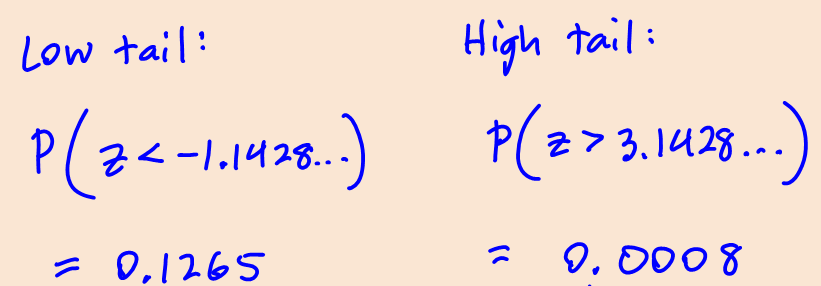 Low tail:
High tail:
P(z < -1.1428...)
P(z > 3.1428...)
= 0.1265
= 0.0008